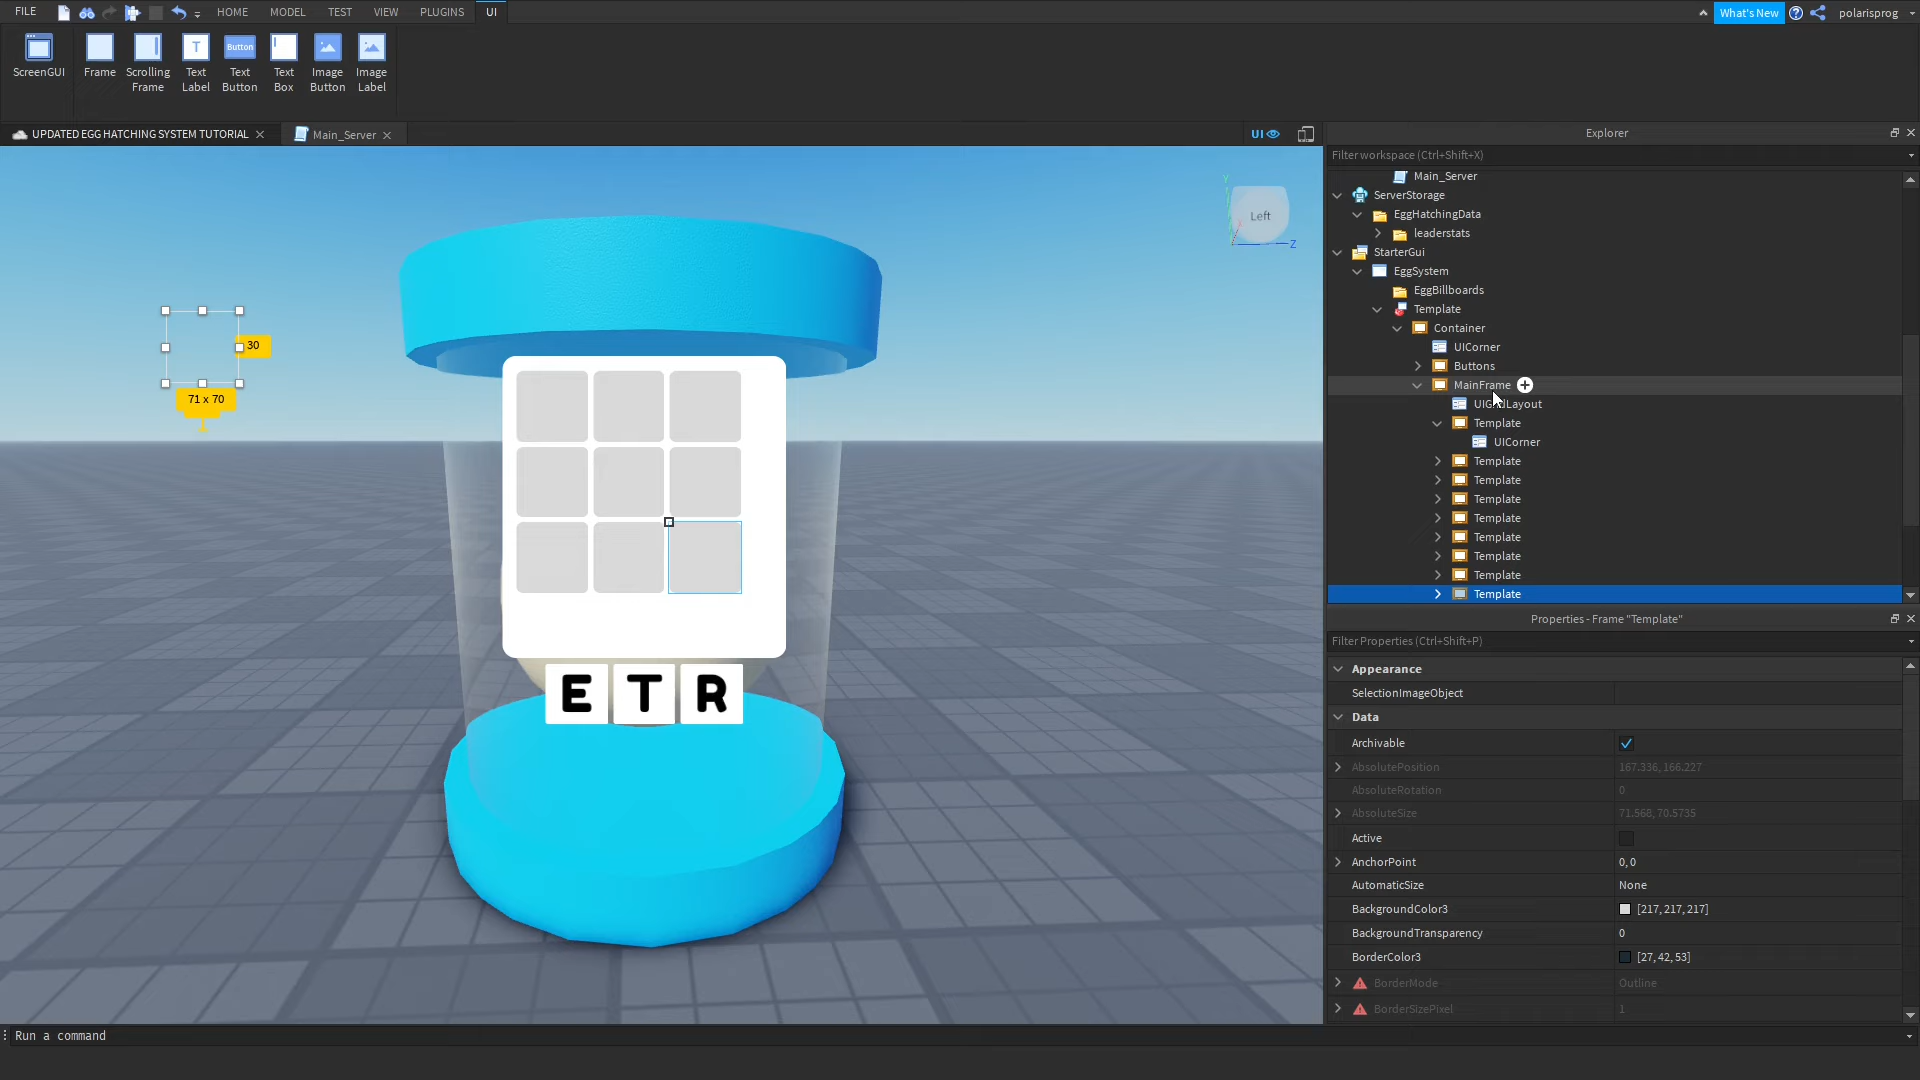 FILE HOME MODEL TEST VIEW PLUGINS UI What's New polarisprog
ScreenGUI Frame Scrolling Frame Text Label Text Button Text Box Image Button Image Label
T Button
UPDATED EGG HATCHING SYSTEM TUTORIAL Main_Server UI
Explorer
Filter workspace (Ctrl+Shift+X)
Main_Server
ServerStorage
EggHatchingData
leaderstats
StarterGui
EggSystem
EggBillboards
Template
Container
UICorner
Buttons
MainFrame
Template
UICorner
Template
Template
Template
Template
Template
Template
Template
Template
Y
Left
Z
30
71 x 70
E T R
Properties - Frame "Template"
Filter Properties (Ctrl+Shift+P)
Appearance
SelectionImageObject
Data
Archivable
AbsolutePosition 167.336, 166.227
AbsoluteRotation 0
AbsoluteSize 71.568, 70.5735
Active
AnchorPoint 0, 0
AutomaticSize None
BackgroundColor3 [217, 217, 217]
BackgroundTransparency 0
BorderColor3 [27, 42, 53]
BorderMode Outline
BorderSizePixel 1
Run a command